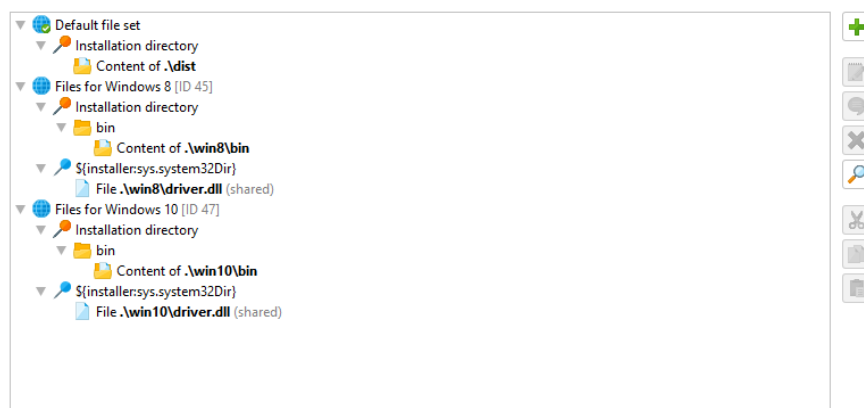 Default file set
Installation directory
Content of .\dist
Files for Windows 8 [ID 45]
Installation directory
bin
Content of .\win8\bin
${installer:sys.system32Dir}
File .\win8\driver.dll (shared)
Files for Windows 10 [ID 47]
Installation directory
bin
Content of .\win10\bin
${installer:sys.system32Dir}
File .\win10\driver.dll (shared)